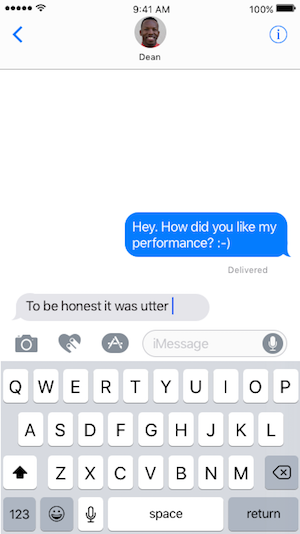 9:41 AM
100%
Dean
Hey. How did you like my
performance? :-)
Delivered
To be honest it was utter
iMessage
Q W E R T Y U I O P
A S D F G H J K L
Z X C V B N M
123 space return